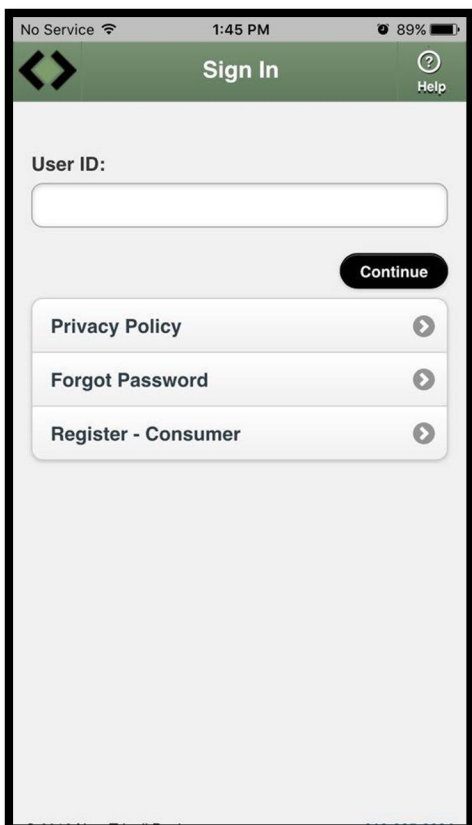 No Service 1:45 PM 89%
Sign In
Help
User ID:
Continue
Privacy Policy
Forgot Password
Register - Consumer